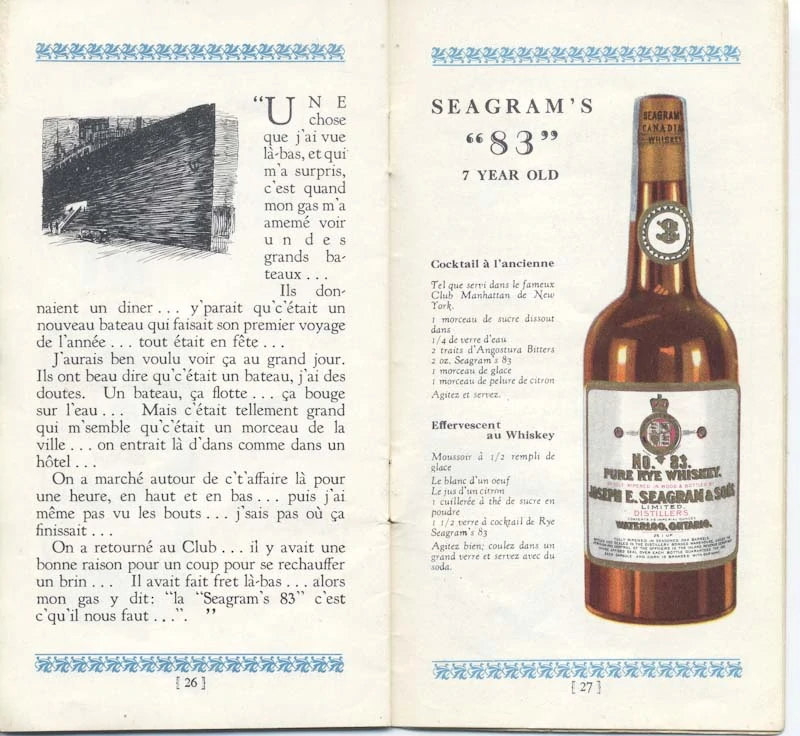 “UNE
chose
que j'ai vue
là-bas, et qui
m'a surpris,
c'est quand
mon gas m'a
amemé voir
un des
grands ba-
teaux . . .
Ils don-
naient un diner . . . y'parait qu'c'était un
nouveau bateau qui faisait son premier voyage
de l'année . . . tout était en fête . . .
J'aurais ben voulu voir ça au grand jour.
Ils ont beau dire qu'c'était un bateau, j'ai des
doutes. Un bateau, ça flotte . . . ça bouge
sur l'eau . . . Mais c'était tellement grand
qui m'semble qu'c'était un morceau de la
ville . . . on entrait là d'dans comme dans un
hôtel . . .
On a marché autour de c't'affaire là pour
une heure, en haut et en bas . . . puis j'ai
même pas vu les bouts . . . j'sais pas où ça
finissait . . .
On a retourné au Club . . . il y avait une
bonne raison pour un coup pour se rechauffer
un brin . . . Il avait fait fret là-bas . . . alors
mon gas y dit: “la “Seagram's 83” c'est
c'qu'il nous faut . . .”. ”
[ 26 ]
SEAGRAM'S
“83”
7 YEAR OLD
Cocktail à l'ancienne
Tel que servi dans le fameux
Club Manhattan de New
York.
1 morceau de sucre dissout
dans
1/4 de verre d'eau
2 traits d'Angostura Bitters
2 oz. Seagram's 83
1 morceau de glace
1 morceau de pelure de citron
Agitez et servez.
Effervescent
au Whiskey
Moussoir à 1/2 rempli de
glace
Le blanc d'un oeuf
Le jus d'un citron
1 cuillerée à thé de sucre en
poudre
1 1/2 verre à cocktail de Rye
Seagram's 83
Agitez bien; coulez dans un
grand verre et servez avec du
soda.
SEAGRAM'S
CANADIAN
WHISKEY
No. 83.
PURE RYE WHISKEY.
JOSEPH E. SEAGRAM & SONS
LIMITED.
DISTILLERS
WATERLOO, ONTARIO.
[ 27 ]